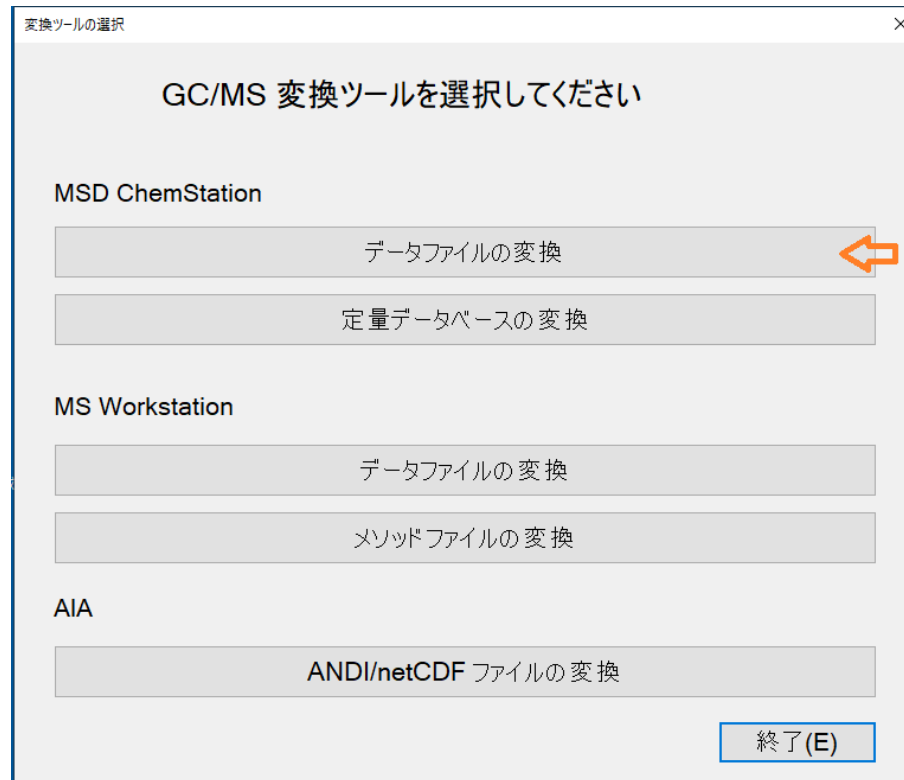 変換ツールの選択
GC/MS 変換ツールを選択してください
MSD ChemStation
データファイルの変換
定量データベースの変換
MS Workstation
データファイルの変換
メソッドファイルの変換
AIA
ANDI/netCDF ファイルの変換
終了(E)